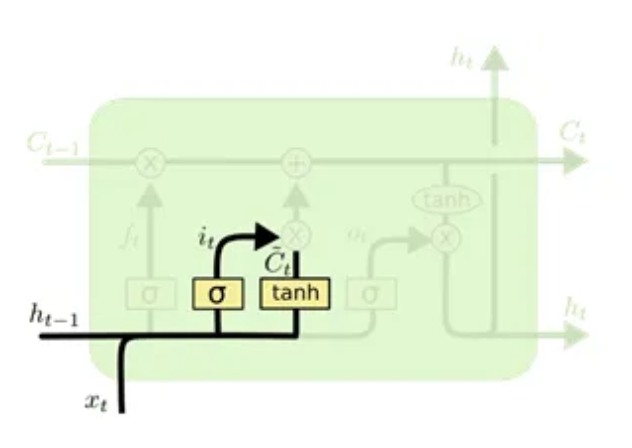 h_t
C_{t-1} C_t
tanh
f_t i_t o_t
C̃_t
σ σ tanh σ
h_{t-1} h_t
x_t